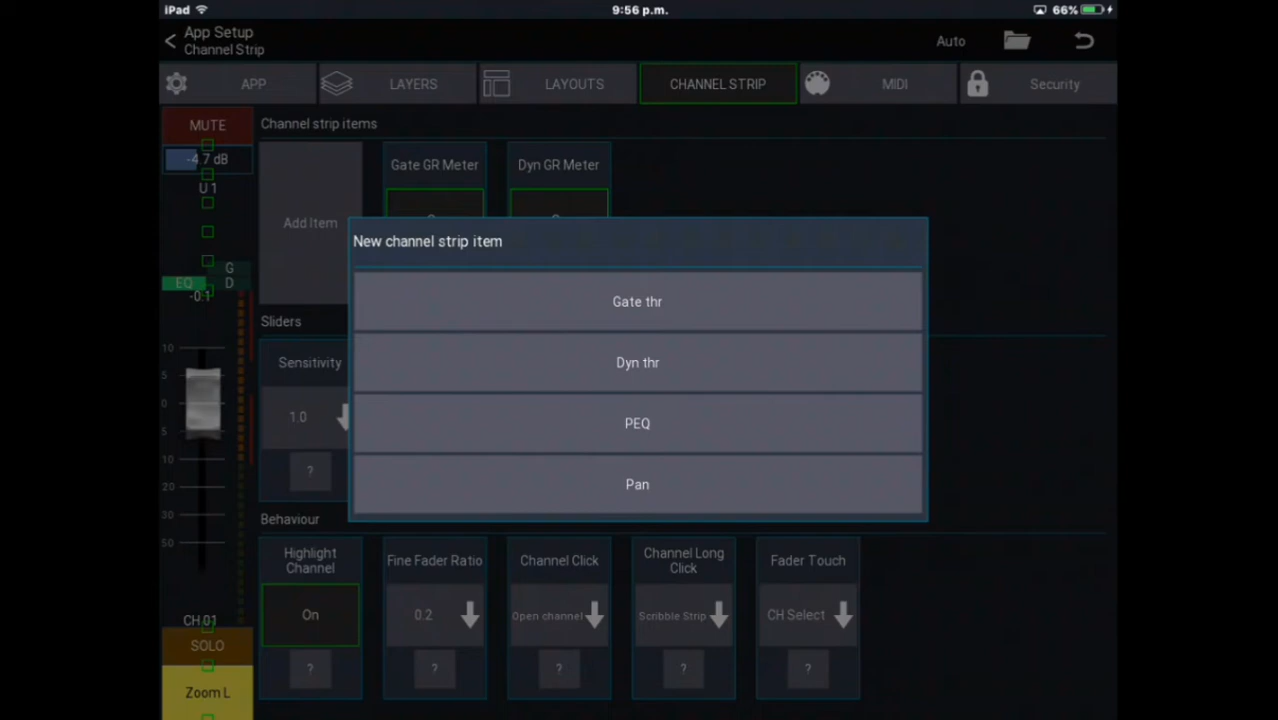 iPad
9:56 p.m.
66%
App Setup
Channel Strip
Auto
APP
LAYERS
LAYOUTS
CHANNEL STRIP
MIDI
Security
MUTE
-4.7 dB
U 1
G
EQ
D
-0.1
10
5
0
5
10
20
30
50
CH 01
SOLO
Zoom L
Channel strip items
Add Item
Gate GR Meter
Dyn GR Meter
New channel strip item
Gate thr
Dyn thr
PEQ
Pan
Sliders
Sensitivity
1.0
?
Behaviour
Highlight
Channel
On
?
Fine Fader Ratio
0.2
?
Channel Click
Open channel
?
Channel Long
Click
Scribble Strip
?
Fader Touch
CH Select
?